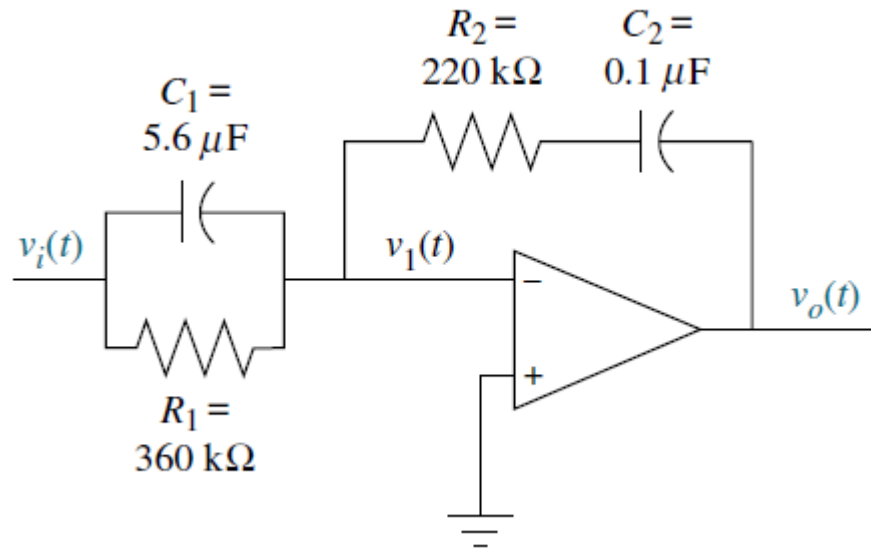 R₂ =
220 kΩ
C₂ =
0.1 μF
C₁ =
5.6 μF
vᵢ(t)
v₁(t)
−
+
vₒ(t)
R₁ =
360 kΩ